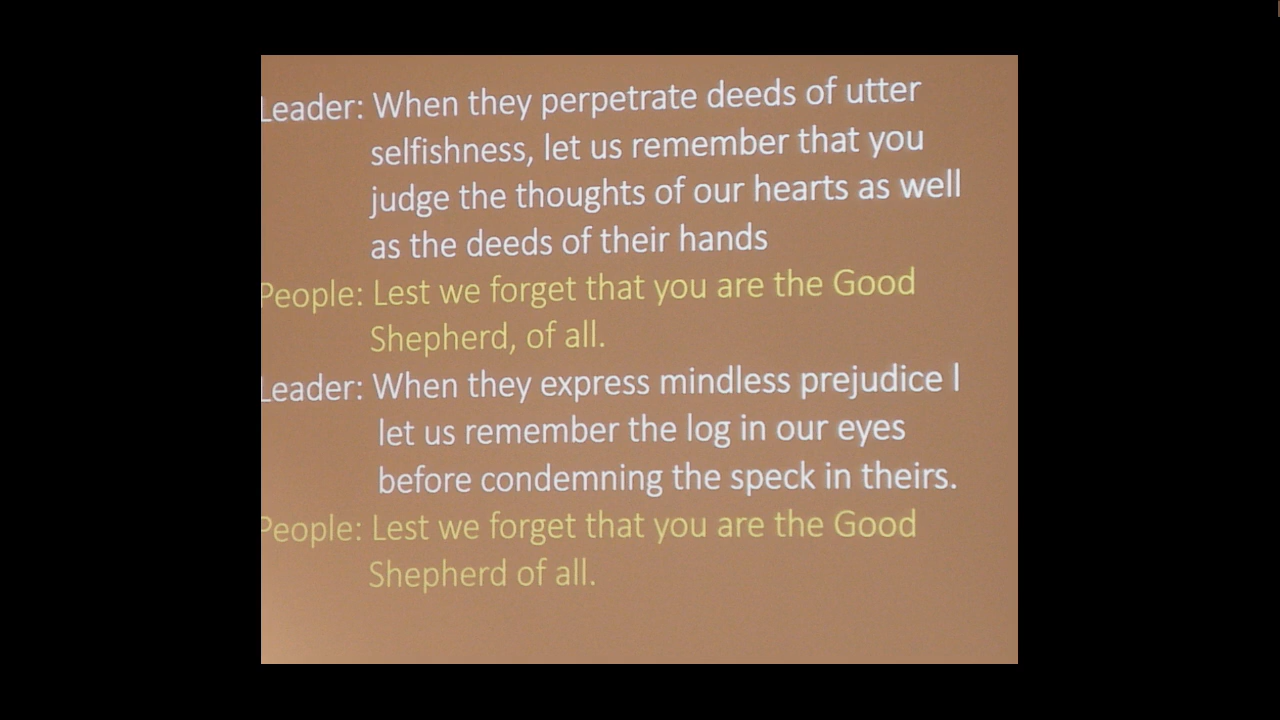 Leader: When they perpetrate deeds of utter
selfishness, let us remember that you
judge the thoughts of our hearts as well
as the deeds of their hands
People: Lest we forget that you are the Good
Shepherd, of all.
Leader: When they express mindless prejudice I
let us remember the log in our eyes
before condemning the speck in theirs.
People: Lest we forget that you are the Good
Shepherd of all.